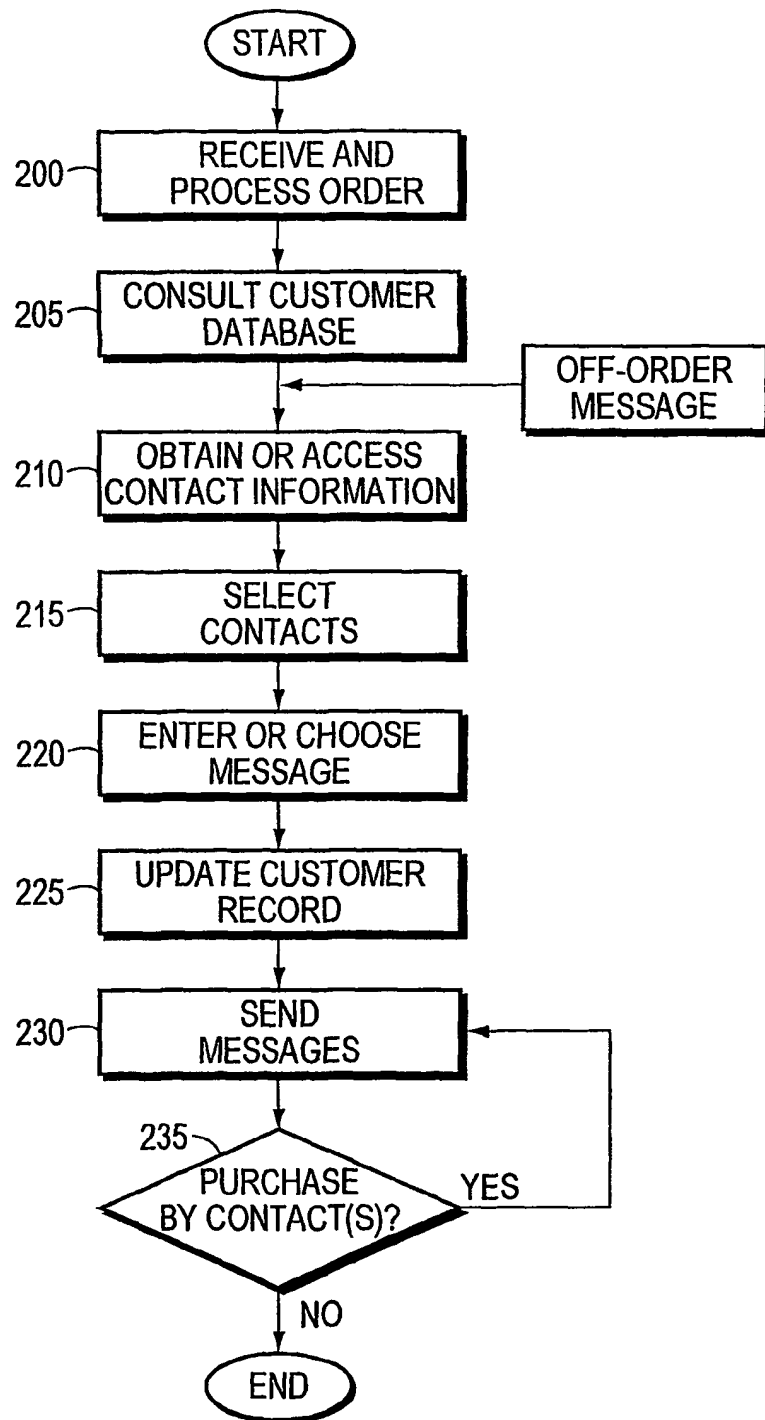 START
200
RECEIVE AND
PROCESS ORDER
205
CONSULT CUSTOMER
DATABASE
OFF-ORDER
MESSAGE
210
OBTAIN OR ACCESS
CONTACT INFORMATION
215
SELECT
CONTACTS
220
ENTER OR CHOOSE
MESSAGE
225
UPDATE CUSTOMER
RECORD
230
SEND
MESSAGES
235
PURCHASE
BY CONTACT(S)?
YES
NO
END